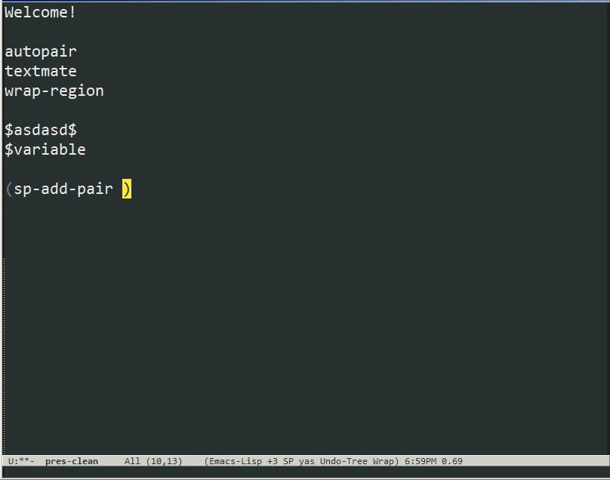 Welcome!
autopair
textmate
wrap-region
$asdasd$
$variable
(sp-add-pair )
U:**-  pres-clean     All (10,13)    (Emacs-Lisp +3 SP yas Undo-Tree Wrap) 6:59PM 0.69